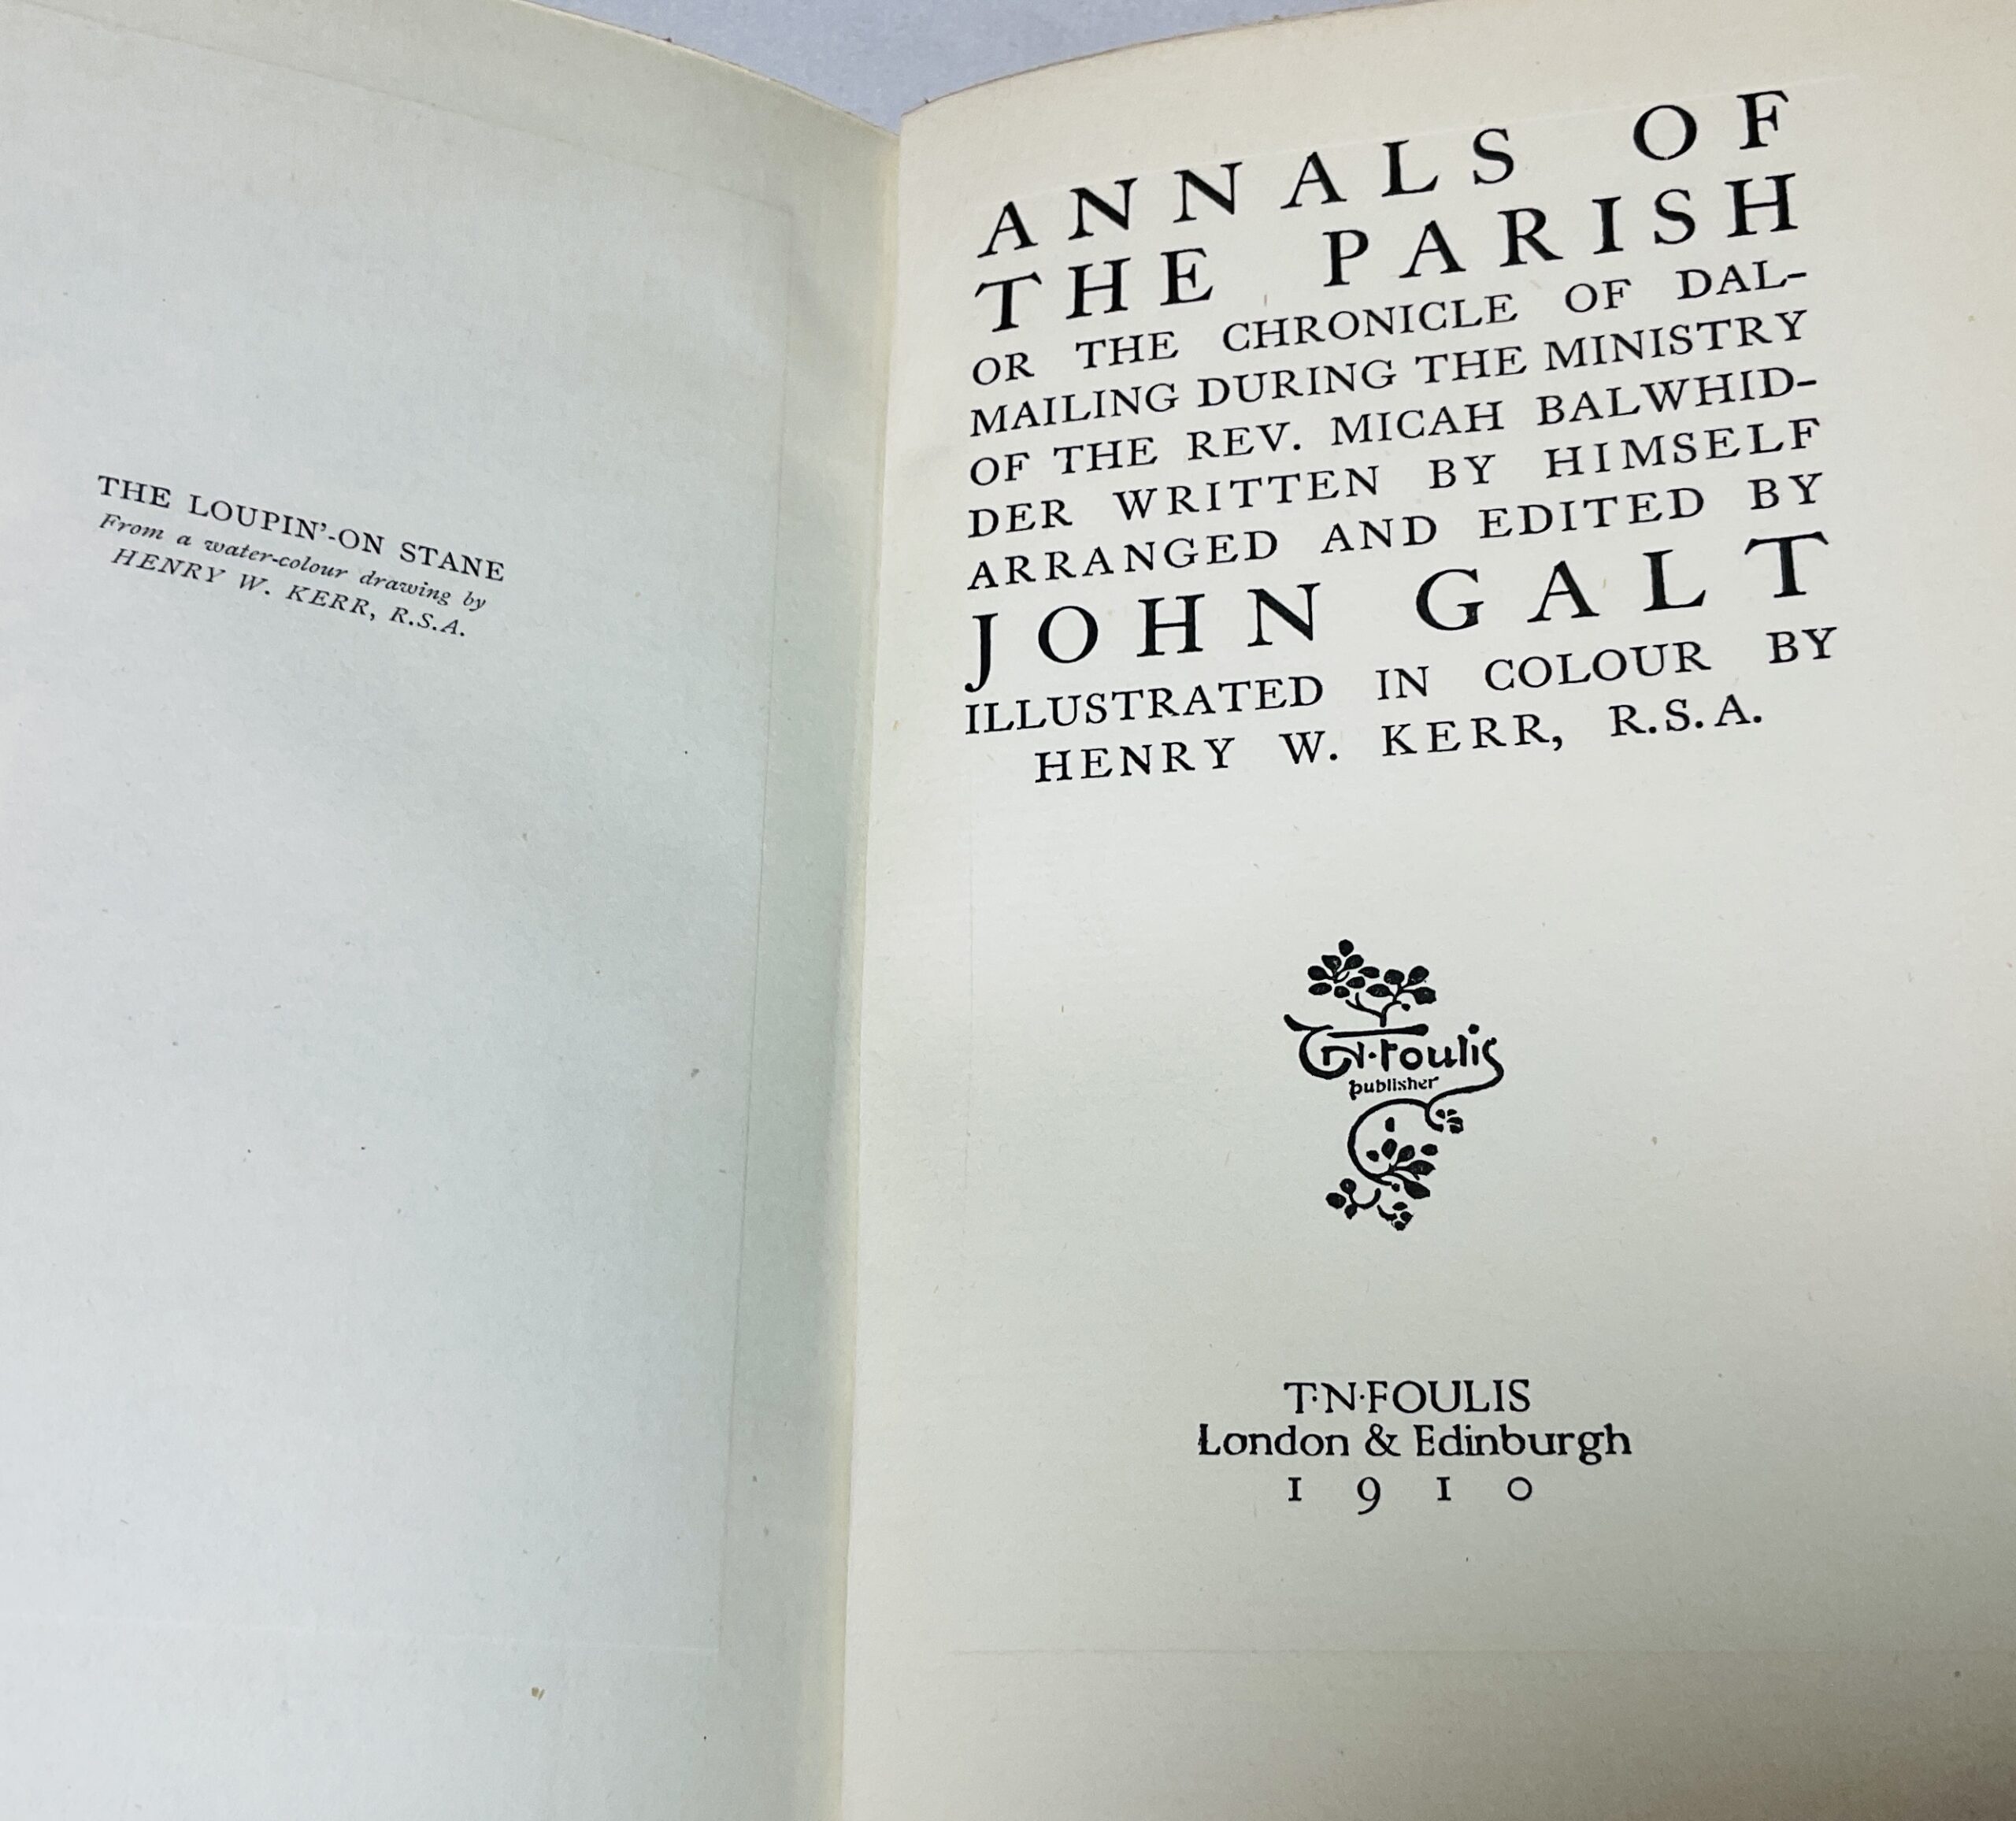 THE LOUPIN'-ON STANE
From a water-colour drawing by
HENRY W. KERR, R.S.A.
ANNALS OF
THE PARISH
OR THE CHRONICLE OF DAL-
MAILING DURING THE MINISTRY
OF THE REV. MICAH BALWHID-
DER WRITTEN BY HIMSELF
ARRANGED AND EDITED BY
JOHN GALT
ILLUSTRATED IN COLOUR BY
HENRY W. KERR, R.S.A.
T.N.Foulis
publisher
T·N·FOULIS
London & Edinburgh
1910